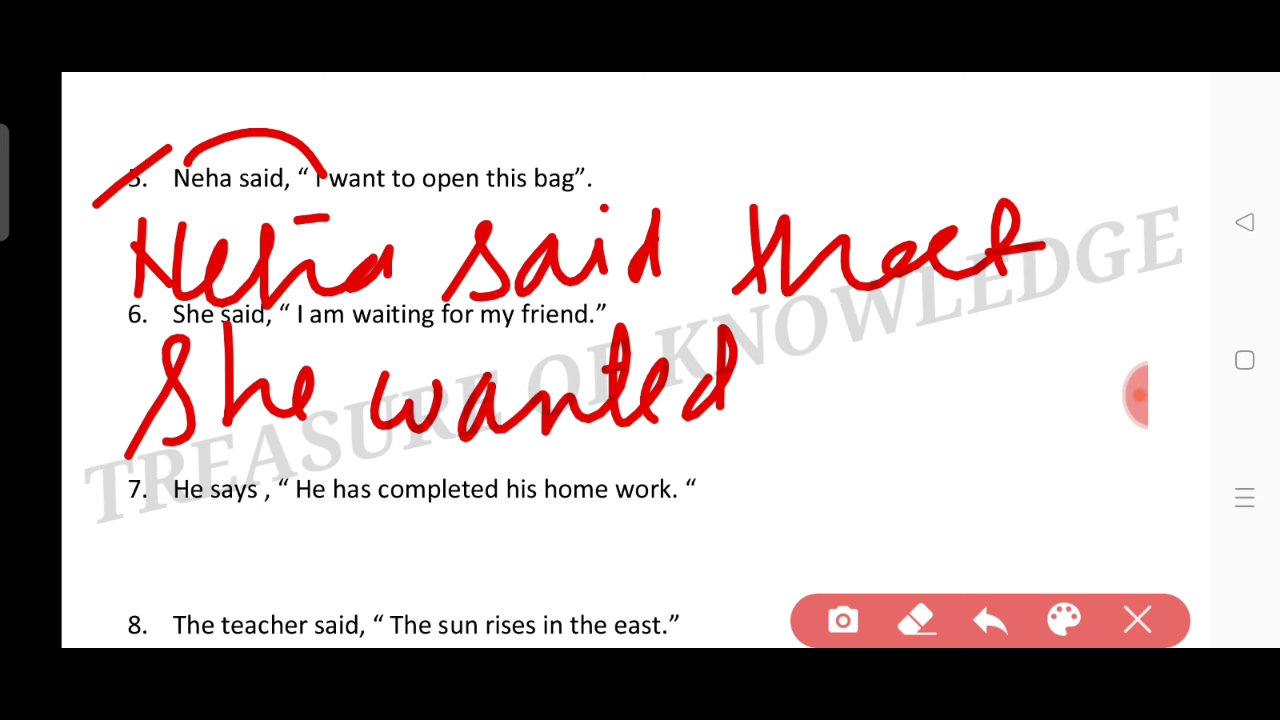 5. Neha said, “ I want to open this bag”.
Neha said that
6. She said, “ I am waiting for my friend.”
She wanted
TREASURE OF KNOWLEDGE
7. He says , “ He has completed his home work. “
8. The teacher said, “ The sun rises in the east.”